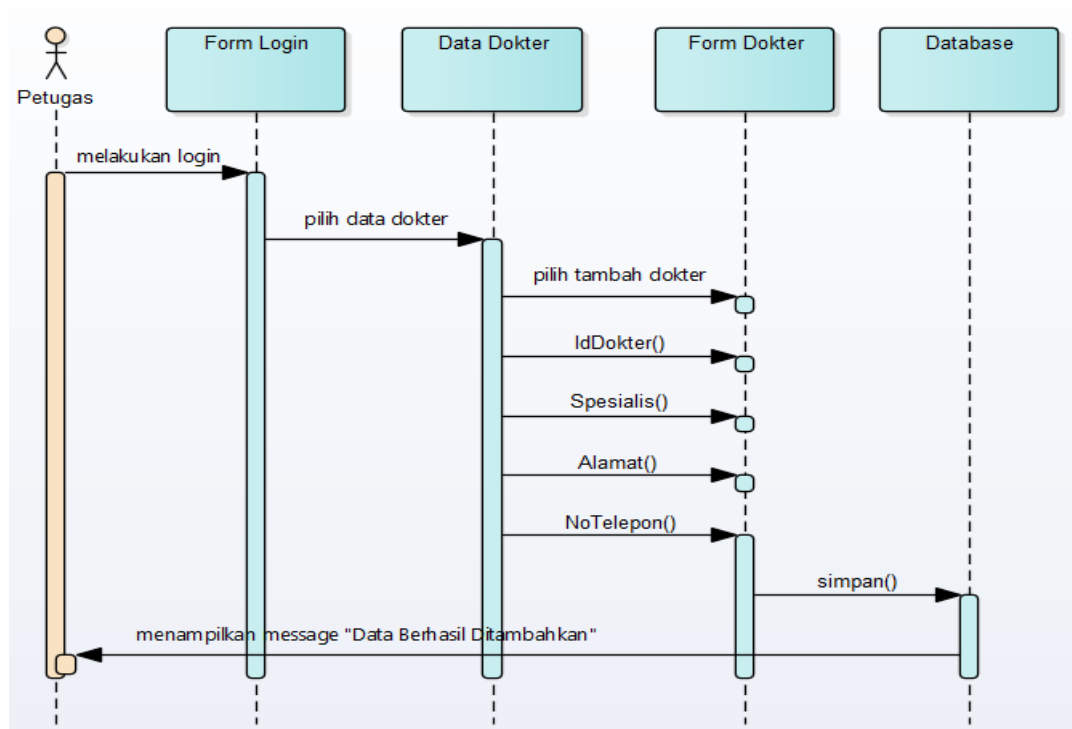 Form Login
Data Dokter
Form Dokter
Database
Petugas
melakukan login
pilih data dokter
pilih tambah dokter
IdDokter()
Spesialis()
Alamat()
NoTelepon()
simpan()
menampilkan message "Data Berhasil Ditambahkan"